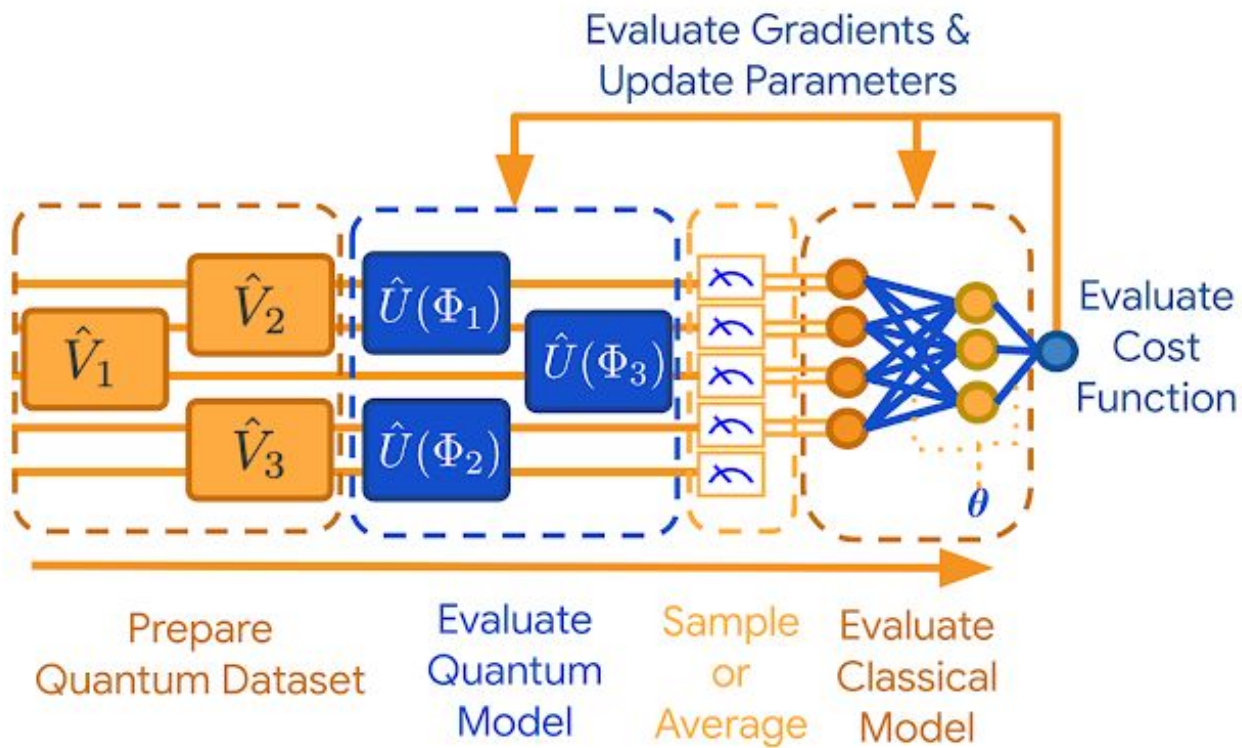 Evaluate Gradients &
Update Parameters
V̂₂
Û(Φ₁)
V̂₁
Û(Φ₃)
V̂₃
Û(Φ₂)
θ
Evaluate
Cost
Function
Prepare
Quantum Dataset
Evaluate
Quantum
Model
Sample
or
Average
Evaluate
Classical
Model